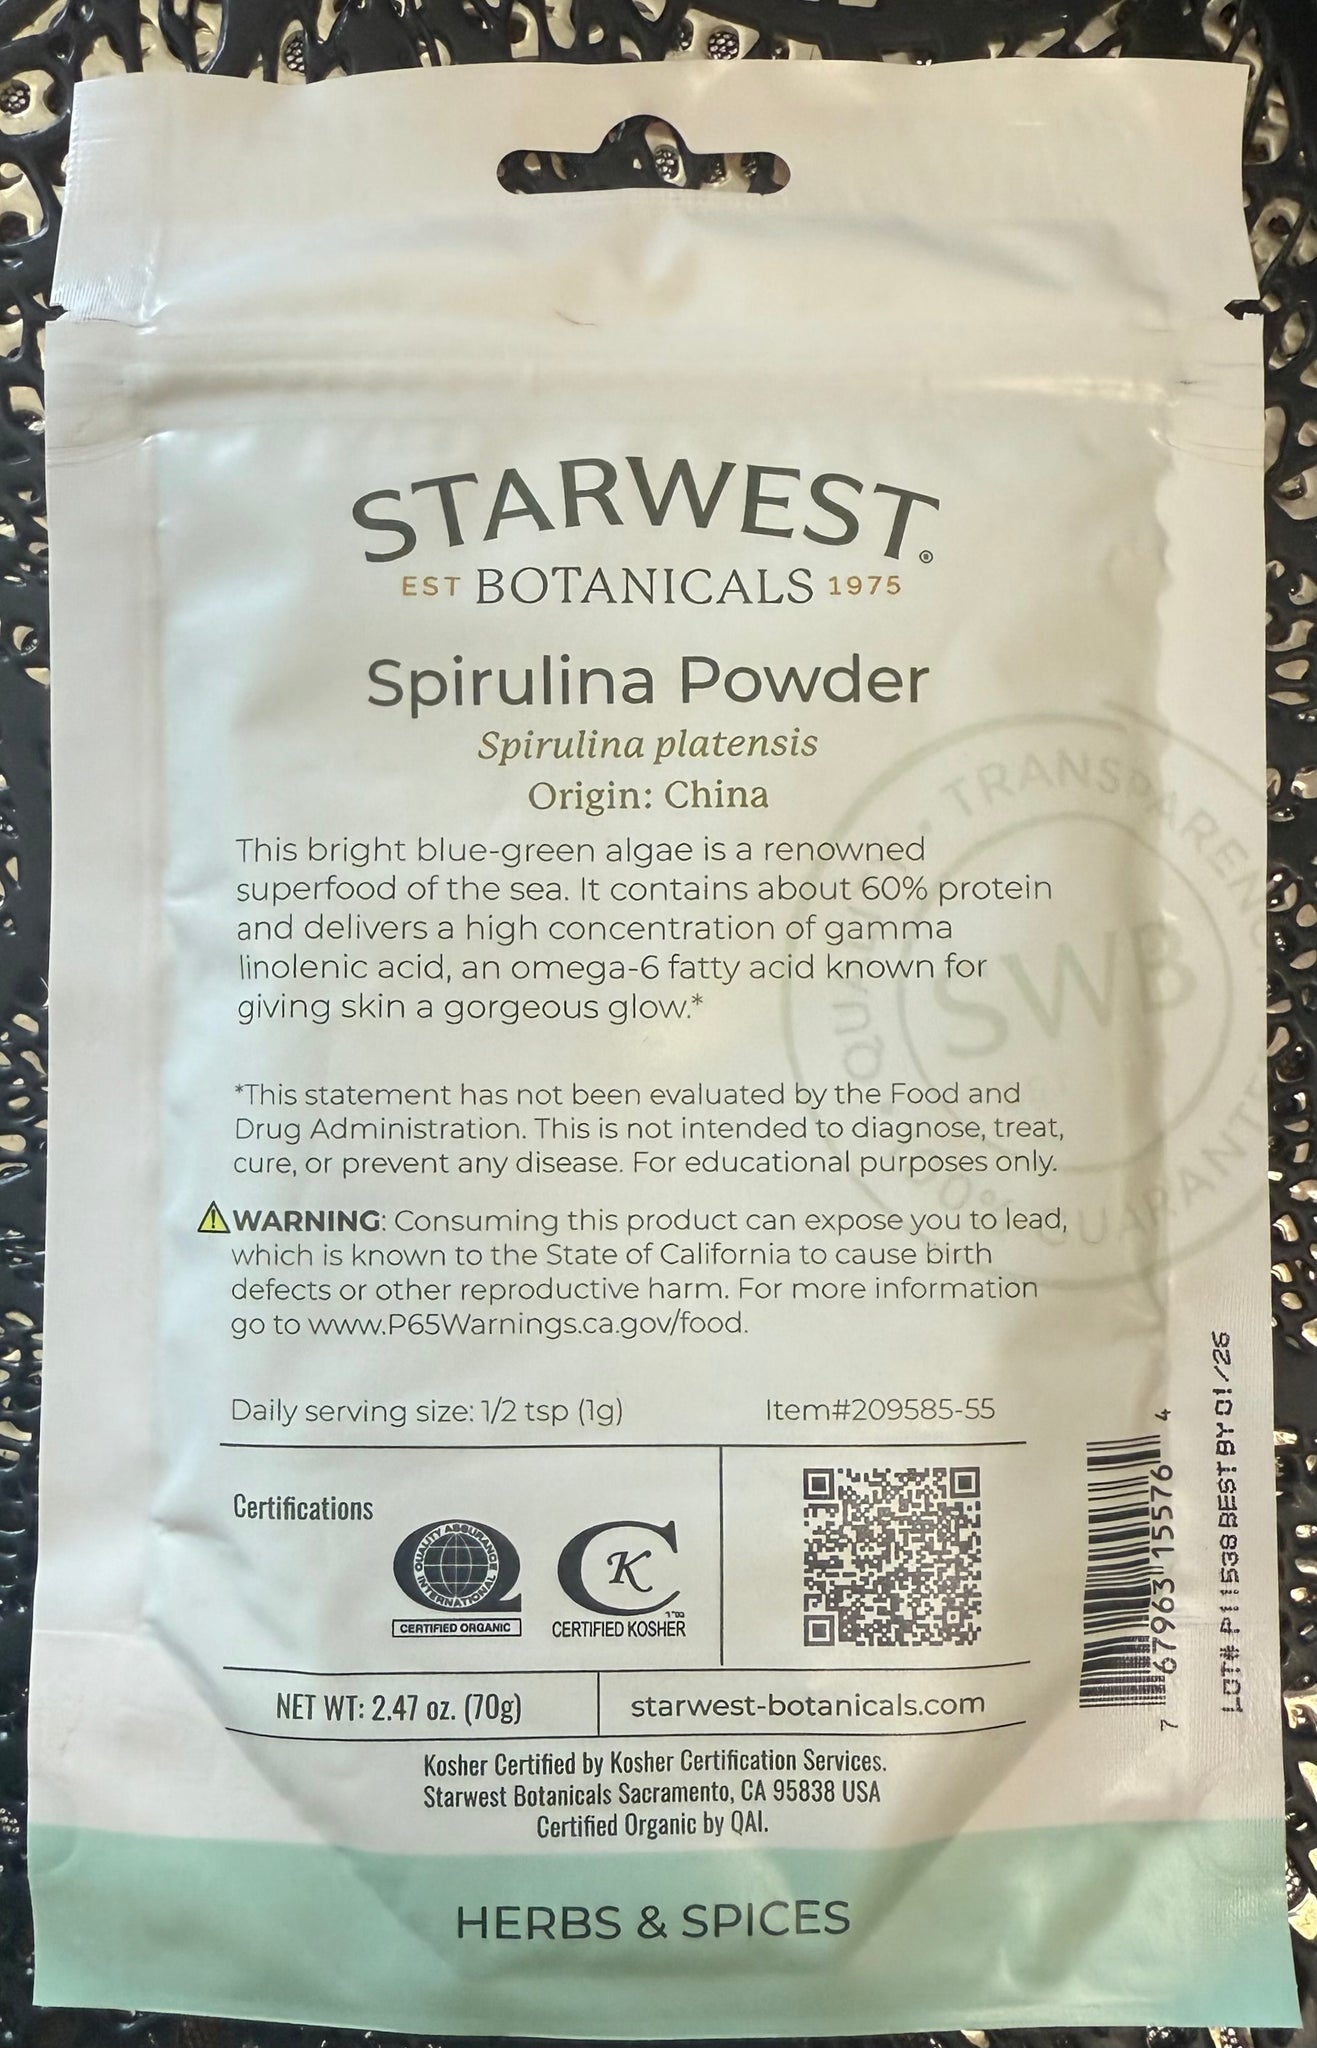 STARWEST®
EST BOTANICALS 1975
Spirulina Powder
Spirulina platensis
Origin: China
This bright blue-green algae is a renowned
superfood of the sea. It contains about 60% protein
and delivers a high concentration of gamma
linolenic acid, an omega-6 fatty acid known for
giving skin a gorgeous glow.*
*This statement has not been evaluated by the Food and
Drug Administration. This is not intended to diagnose, treat,
cure, or prevent any disease. For educational purposes only.
WARNING: Consuming this product can expose you to lead,
which is known to the State of California to cause birth
defects or other reproductive harm. For more information
go to www.P65Warnings.ca.gov/food.
Daily serving size: 1/2 tsp (1g) Item#209585-55
Certifications
QUALITY ASSURANCE
INTERNATIONAL
CERTIFIED ORGANIC
K
CERTIFIED KOSHER
NET WT: 2.47 oz. (70g) starwest-botanicals.com
Kosher Certified by Kosher Certification Services.
Starwest Botanicals Sacramento, CA 95838 USA
Certified Organic by QAI.
HERBS & SPICES
SWB
7 67963 15576 4
LOT# P11538 BEST BY 01/26